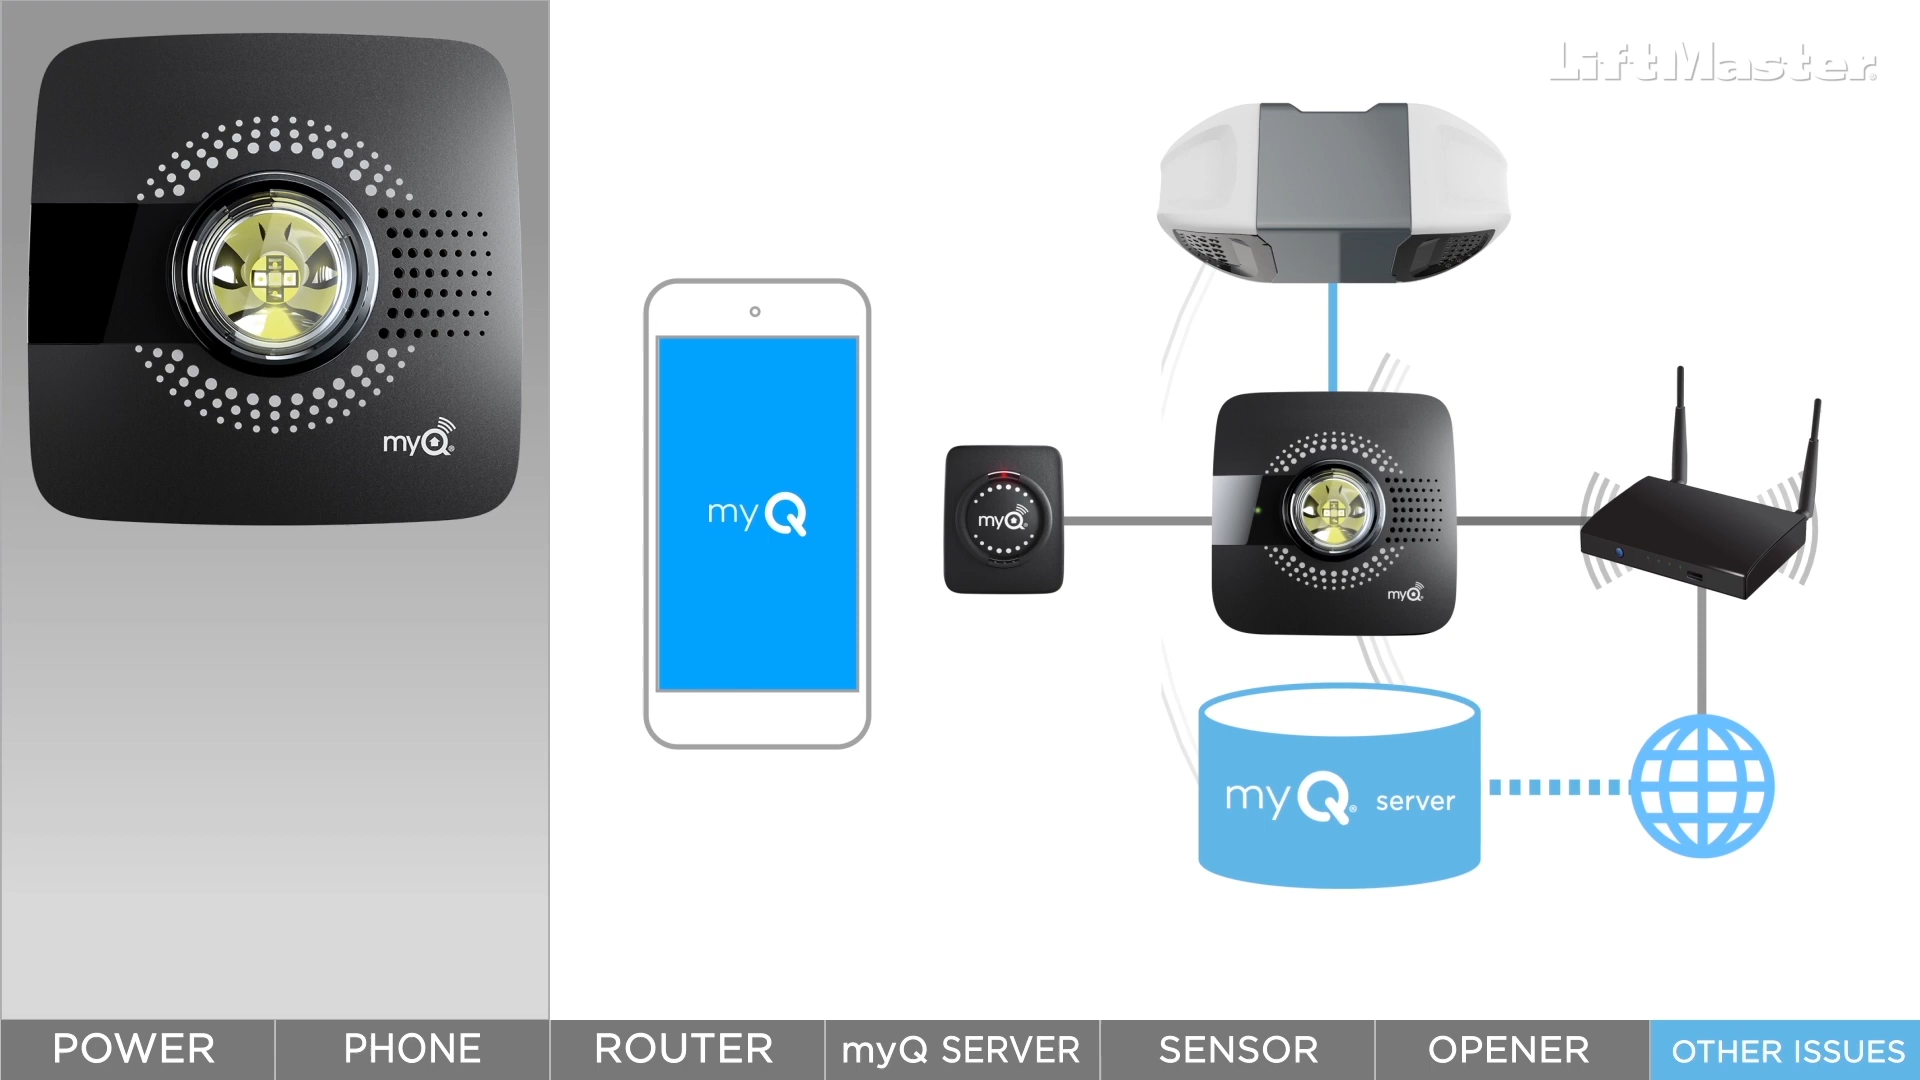 LiftMaster®
myQ®
myQ
myQ®
myQ®
myQ® server
POWER
PHONE
ROUTER
myQ SERVER
SENSOR
OPENER
OTHER ISSUES